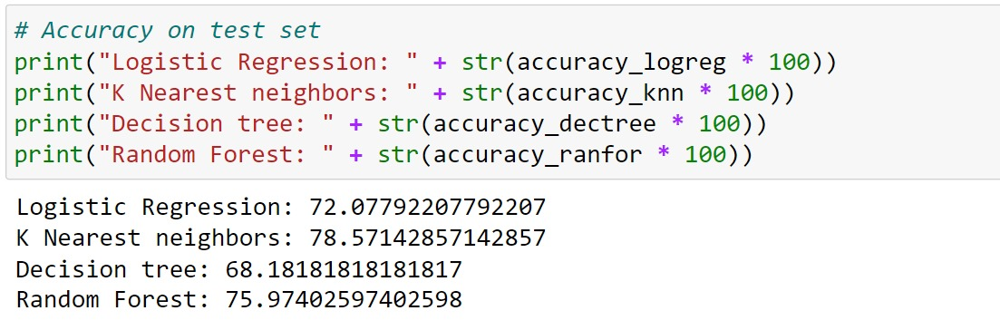 # Accuracy on test set
print("Logistic Regression: " + str(accuracy_logreg * 100))
print("K Nearest neighbors: " + str(accuracy_knn * 100))
print("Decision tree: " + str(accuracy_dectree * 100))
print("Random Forest: " + str(accuracy_ranfor * 100))
Logistic Regression: 72.07792207792207
K Nearest neighbors: 78.57142857142857
Decision tree: 68.18181818181817
Random Forest: 75.97402597402598